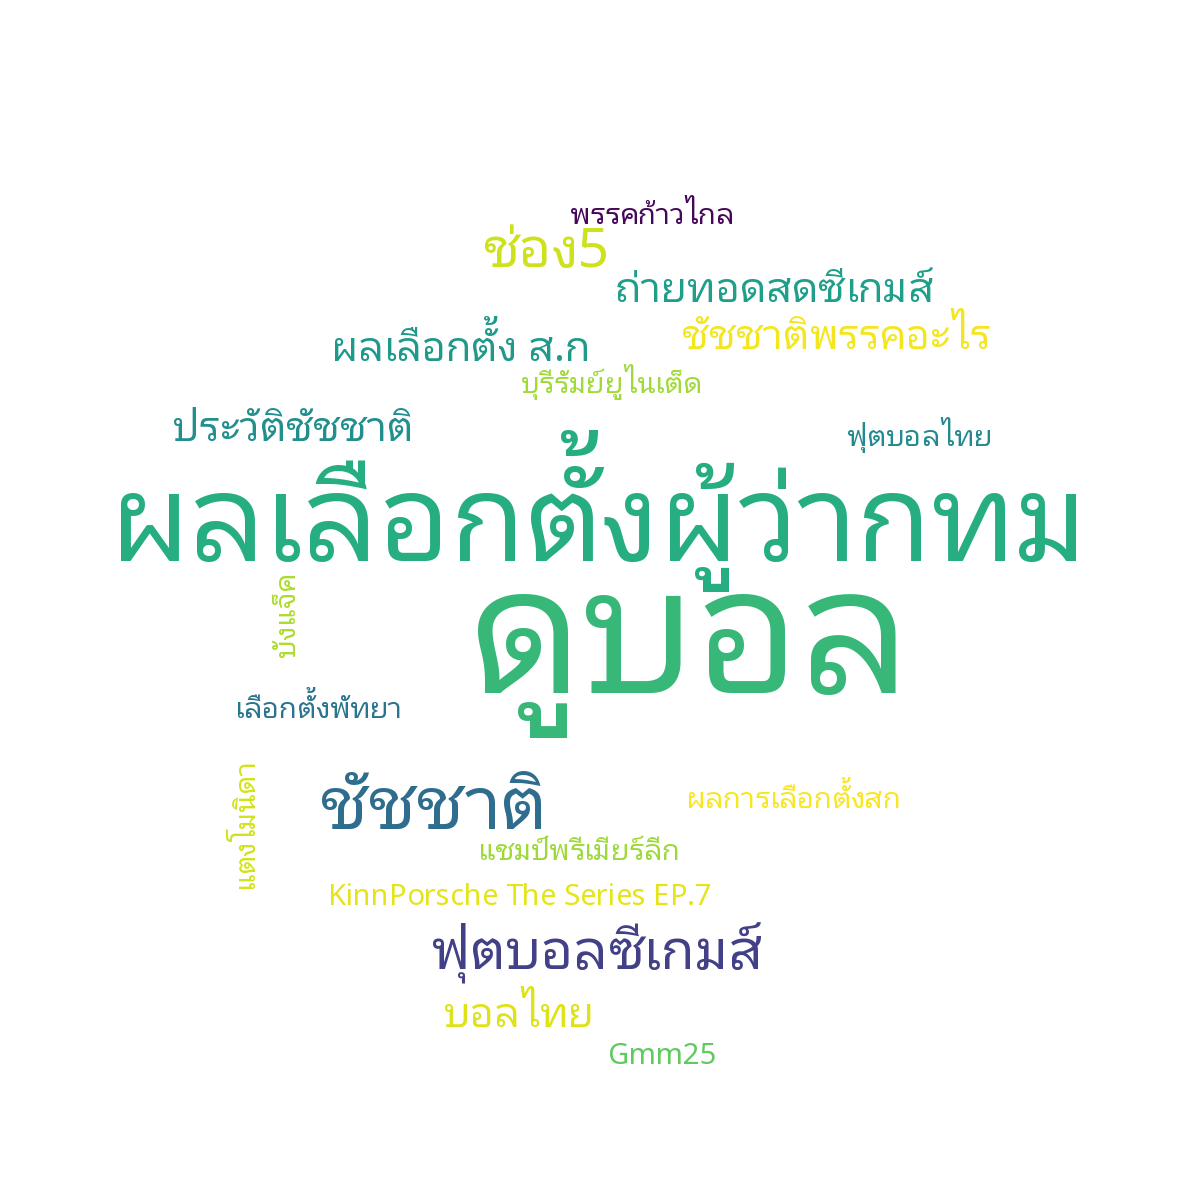 พรรคก้าวไกล
ช่อง5
ถ่ายทอดสดซีเกมส์
ชัชชาติพรรคอะไร
ผลเลือกตั้ง ส.ก
บุรีรัมย์ยูไนเต็ด
ประวัติชัชชาติ
ฟุตบอลไทย
ผลเลือกตั้งผู้ว่ากทม
บังแจ็ค
ดูบอล
เลือกตั้งพัทยา
แตงโมนิดา
ชัชชาติ
ผลการเลือกตั้งสก
แชมป์พรีเมียร์ลีก
KinnPorsche The Series EP.7
ฟุตบอลซีเกมส์
บอลไทย
Gmm25